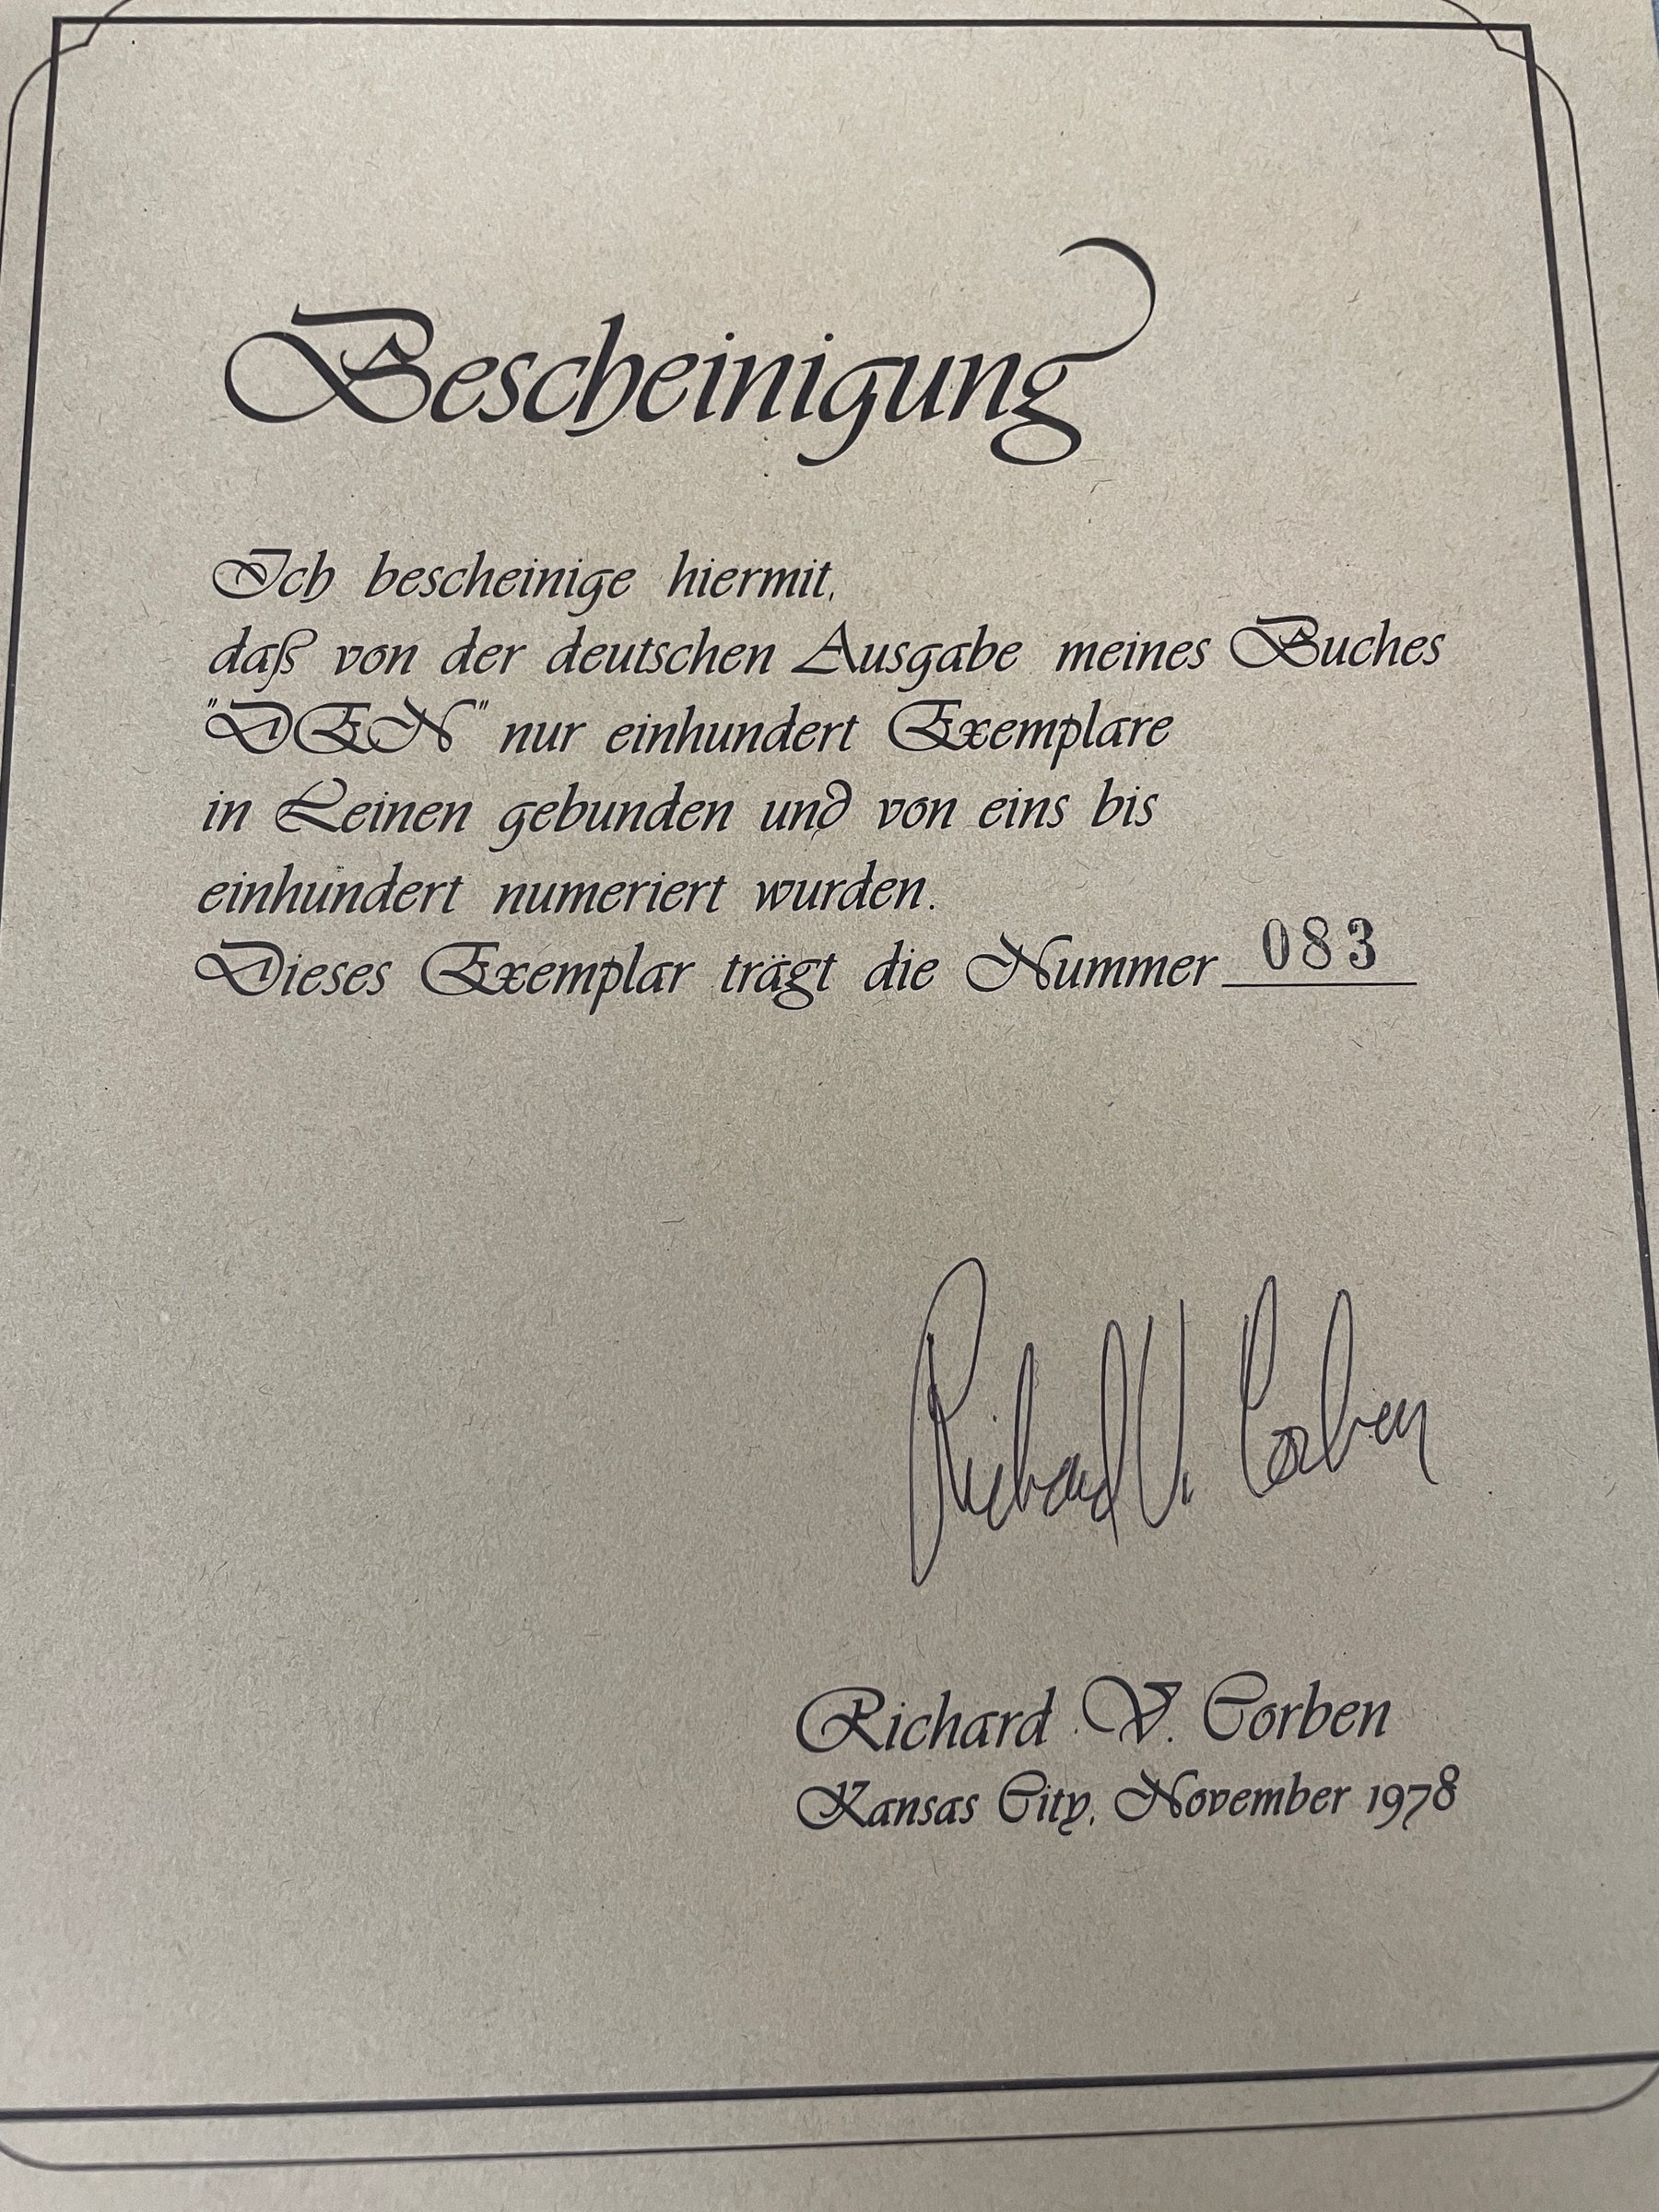 Bescheinigung
Ich bescheinige hiermit,
daß von der deutschen Ausgabe meines Buches
"DEN" nur einhundert Exemplare
in Leinen gebunden und von eins bis
einhundert numeriert wurden.
Dieses Exemplar trägt die Nummer 083
Richard V. Corben
Richard V. Corben
Kansas City, November 1978